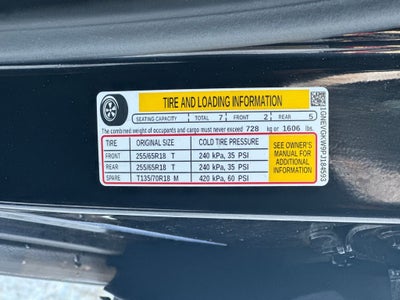 TIRE AND LOADING INFORMATION
SEATING CAPACITY TOTAL 7 FRONT 2 REAR 5
The combined weight of occupants and cargo must never exceed 728 kg or 1606 lbs.
TIRE ORIGINAL SIZE COLD TIRE PRESSURE
FRONT 255/65R18 T 240 kPa, 35 PSI
REAR 255/65R18 T 240 kPa, 35 PSI
SPARE T135/70R18 M 420 kPa, 60 PSI
SEE OWNER'S
MANUAL FOR
ADDITIONAL
INFORMATION
1GNEVGKW9PJ184593